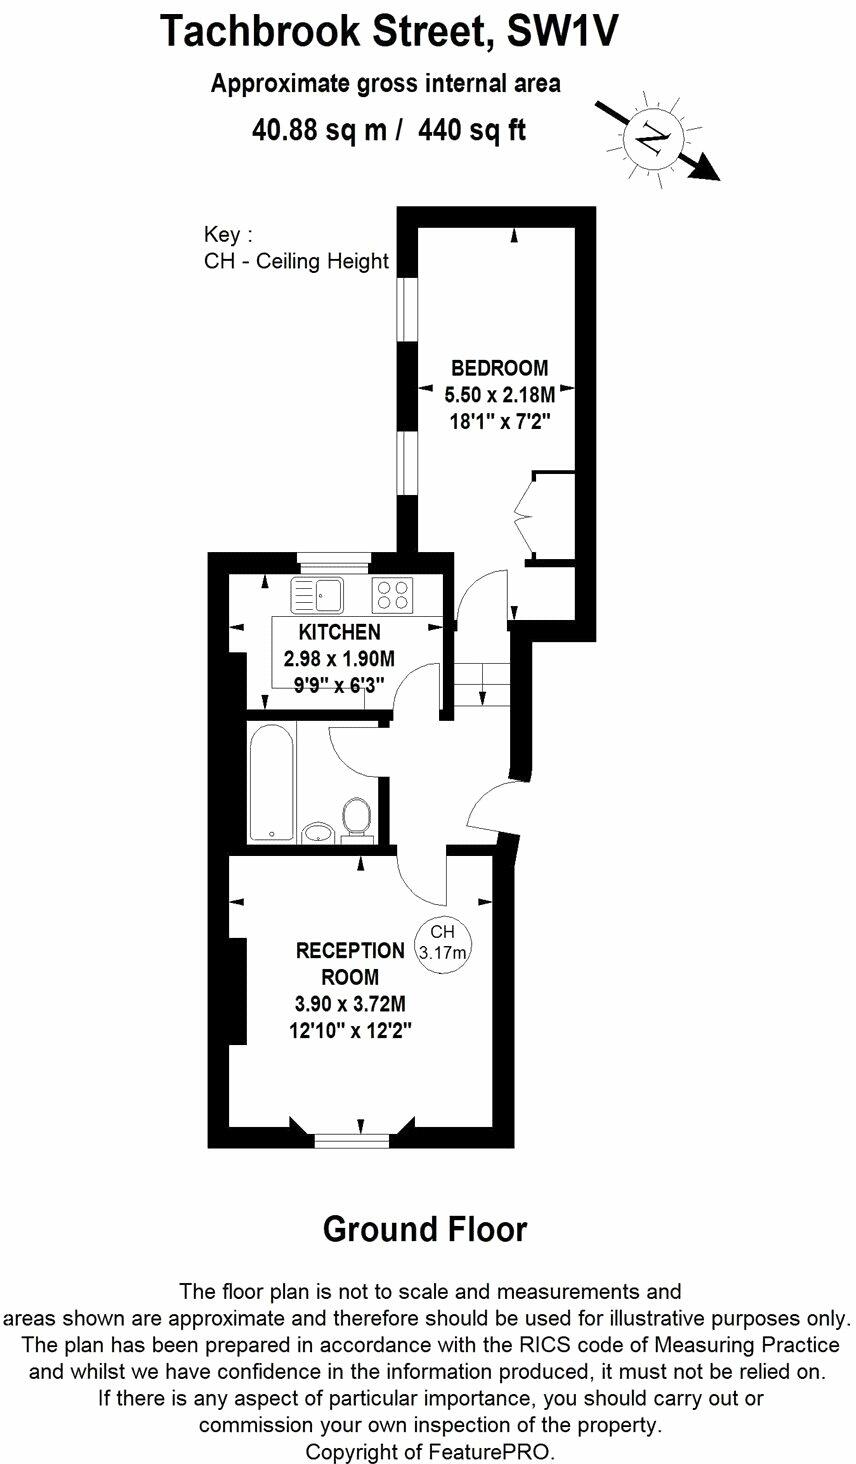 Tachbrook Street, SW1V
Approximate gross internal area
40.88 sq m / 440 sq ft
N
Key :
CH - Ceiling Height
BEDROOM
5.50 x 2.18M
18'1" x 7'2"
KITCHEN
2.98 x 1.90M
9'9" x 6'3"
CH
3.17m
RECEPTION
ROOM
3.90 x 3.72M
12'10" x 12'2"
Ground Floor
The floor plan is not to scale and measurements and
areas shown are approximate and therefore should be used for illustrative purposes only.
The plan has been prepared in accordance with the RICS code of Measuring Practice
and whilst we have confidence in the information produced, it must not be relied on.
If there is any aspect of particular importance, you should carry out or
commission your own inspection of the property.
Copyright of FeaturePRO.